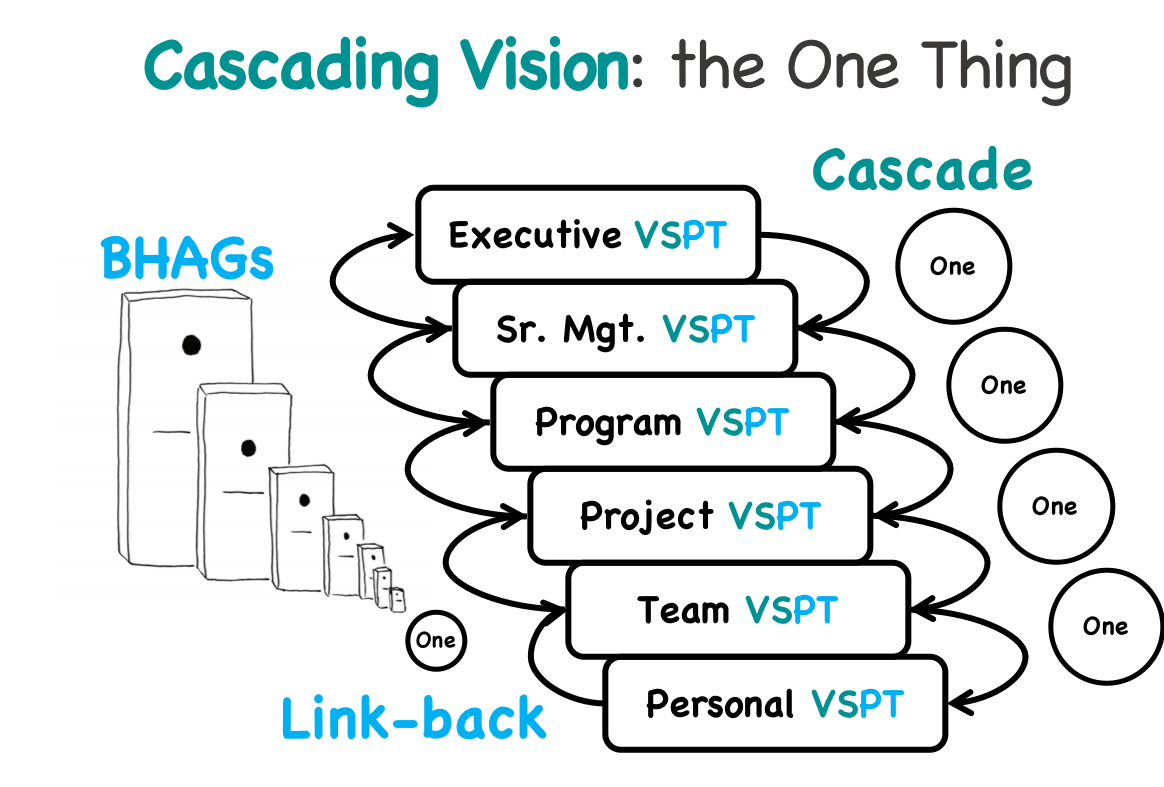 Cascading Vision: the One Thing
Cascade
BHAGs
Executive VSPT
One
Sr. Mgt. VSPT
One
Program VSPT
Project VSPT
One
Team VSPT
One
One
Personal VSPT
Link-back